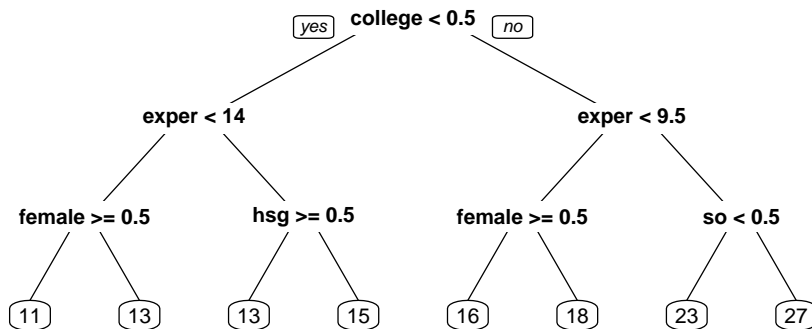 yes college < 0.5 no
exper < 14 exper < 9.5
female >= 0.5 hsg >= 0.5 female >= 0.5 so < 0.5
11 13 13 15 16 18 23 27